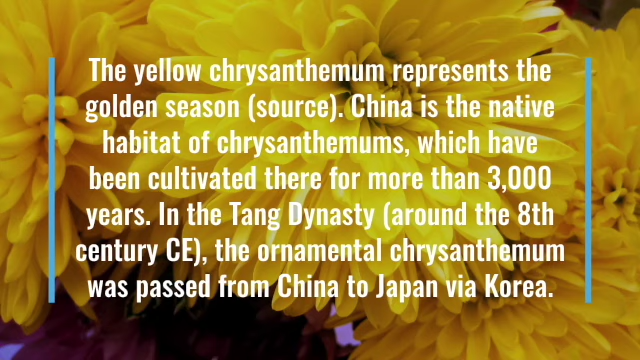 The yellow chrysanthemum represents the
golden season (source). China is the native
habitat of chrysanthemums, which have
been cultivated there for more than 3,000
years. In the Tang Dynasty (around the 8th
century CE), the ornamental chrysanthemum
was passed from China to Japan via Korea.